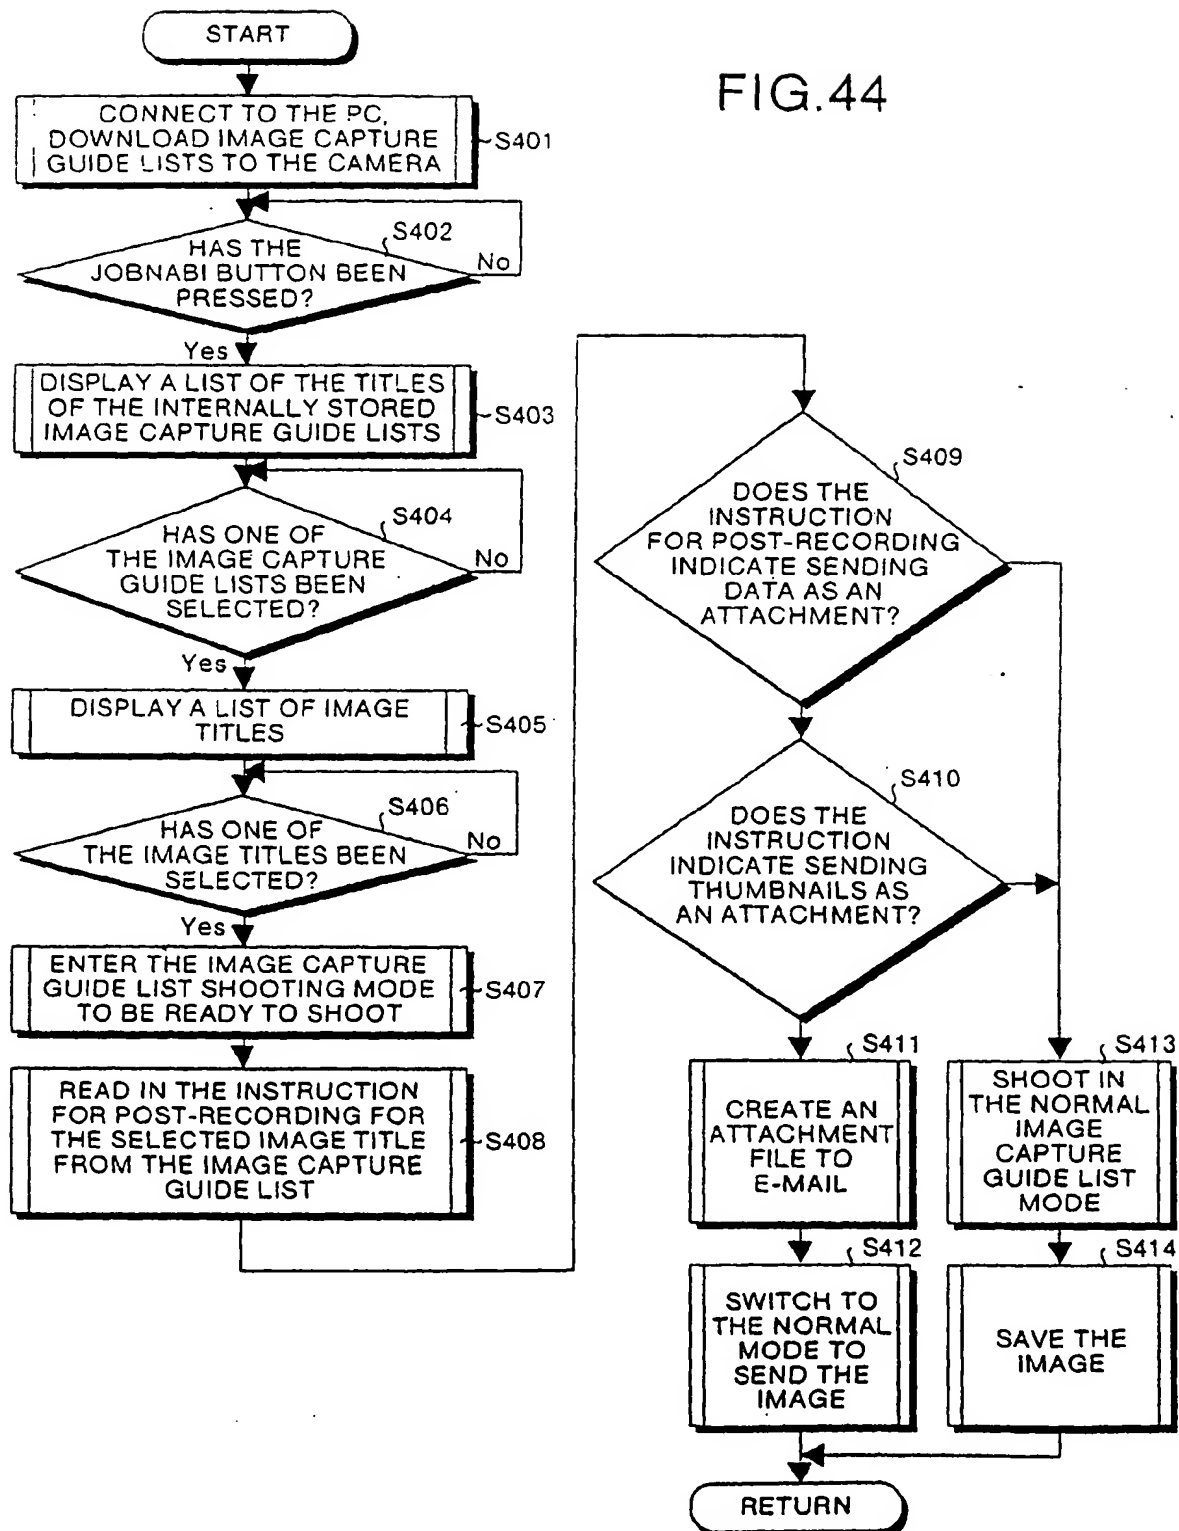 FIG.44
START
CONNECT TO THE PC,
DOWNLOAD IMAGE CAPTURE
GUIDE LISTS TO THE CAMERA
S401
S402
HAS THE
JOBNABI BUTTON BEEN
PRESSED?
No
Yes
DISPLAY A LIST OF THE TITLES
OF THE INTERNALLY STORED
IMAGE CAPTURE GUIDE LISTS
S403
S404
HAS ONE OF
THE IMAGE CAPTURE
GUIDE LISTS BEEN
SELECTED?
No
Yes
DISPLAY A LIST OF IMAGE
TITLES
S405
S406
HAS ONE OF
THE IMAGE TITLES BEEN
SELECTED?
No
Yes
ENTER THE IMAGE CAPTURE
GUIDE LIST SHOOTING MODE
TO BE READY TO SHOOT
S407
READ IN THE INSTRUCTION
FOR POST-RECORDING FOR
THE SELECTED IMAGE TITLE
FROM THE IMAGE CAPTURE
GUIDE LIST
S408
S409
DOES THE
INSTRUCTION
FOR POST-RECORDING
INDICATE SENDING
DATA AS AN
ATTACHMENT?
S410
DOES THE
INSTRUCTION
INDICATE SENDING
THUMBNAILS AS
AN ATTACHMENT?
S411
CREATE AN
ATTACHMENT
FILE TO
E-MAIL
S412
SWITCH TO
THE NORMAL
MODE TO
SEND THE
IMAGE
S413
SHOOT IN
THE NORMAL
IMAGE
CAPTURE
GUIDE LIST
MODE
S414
SAVE THE
IMAGE
RETURN